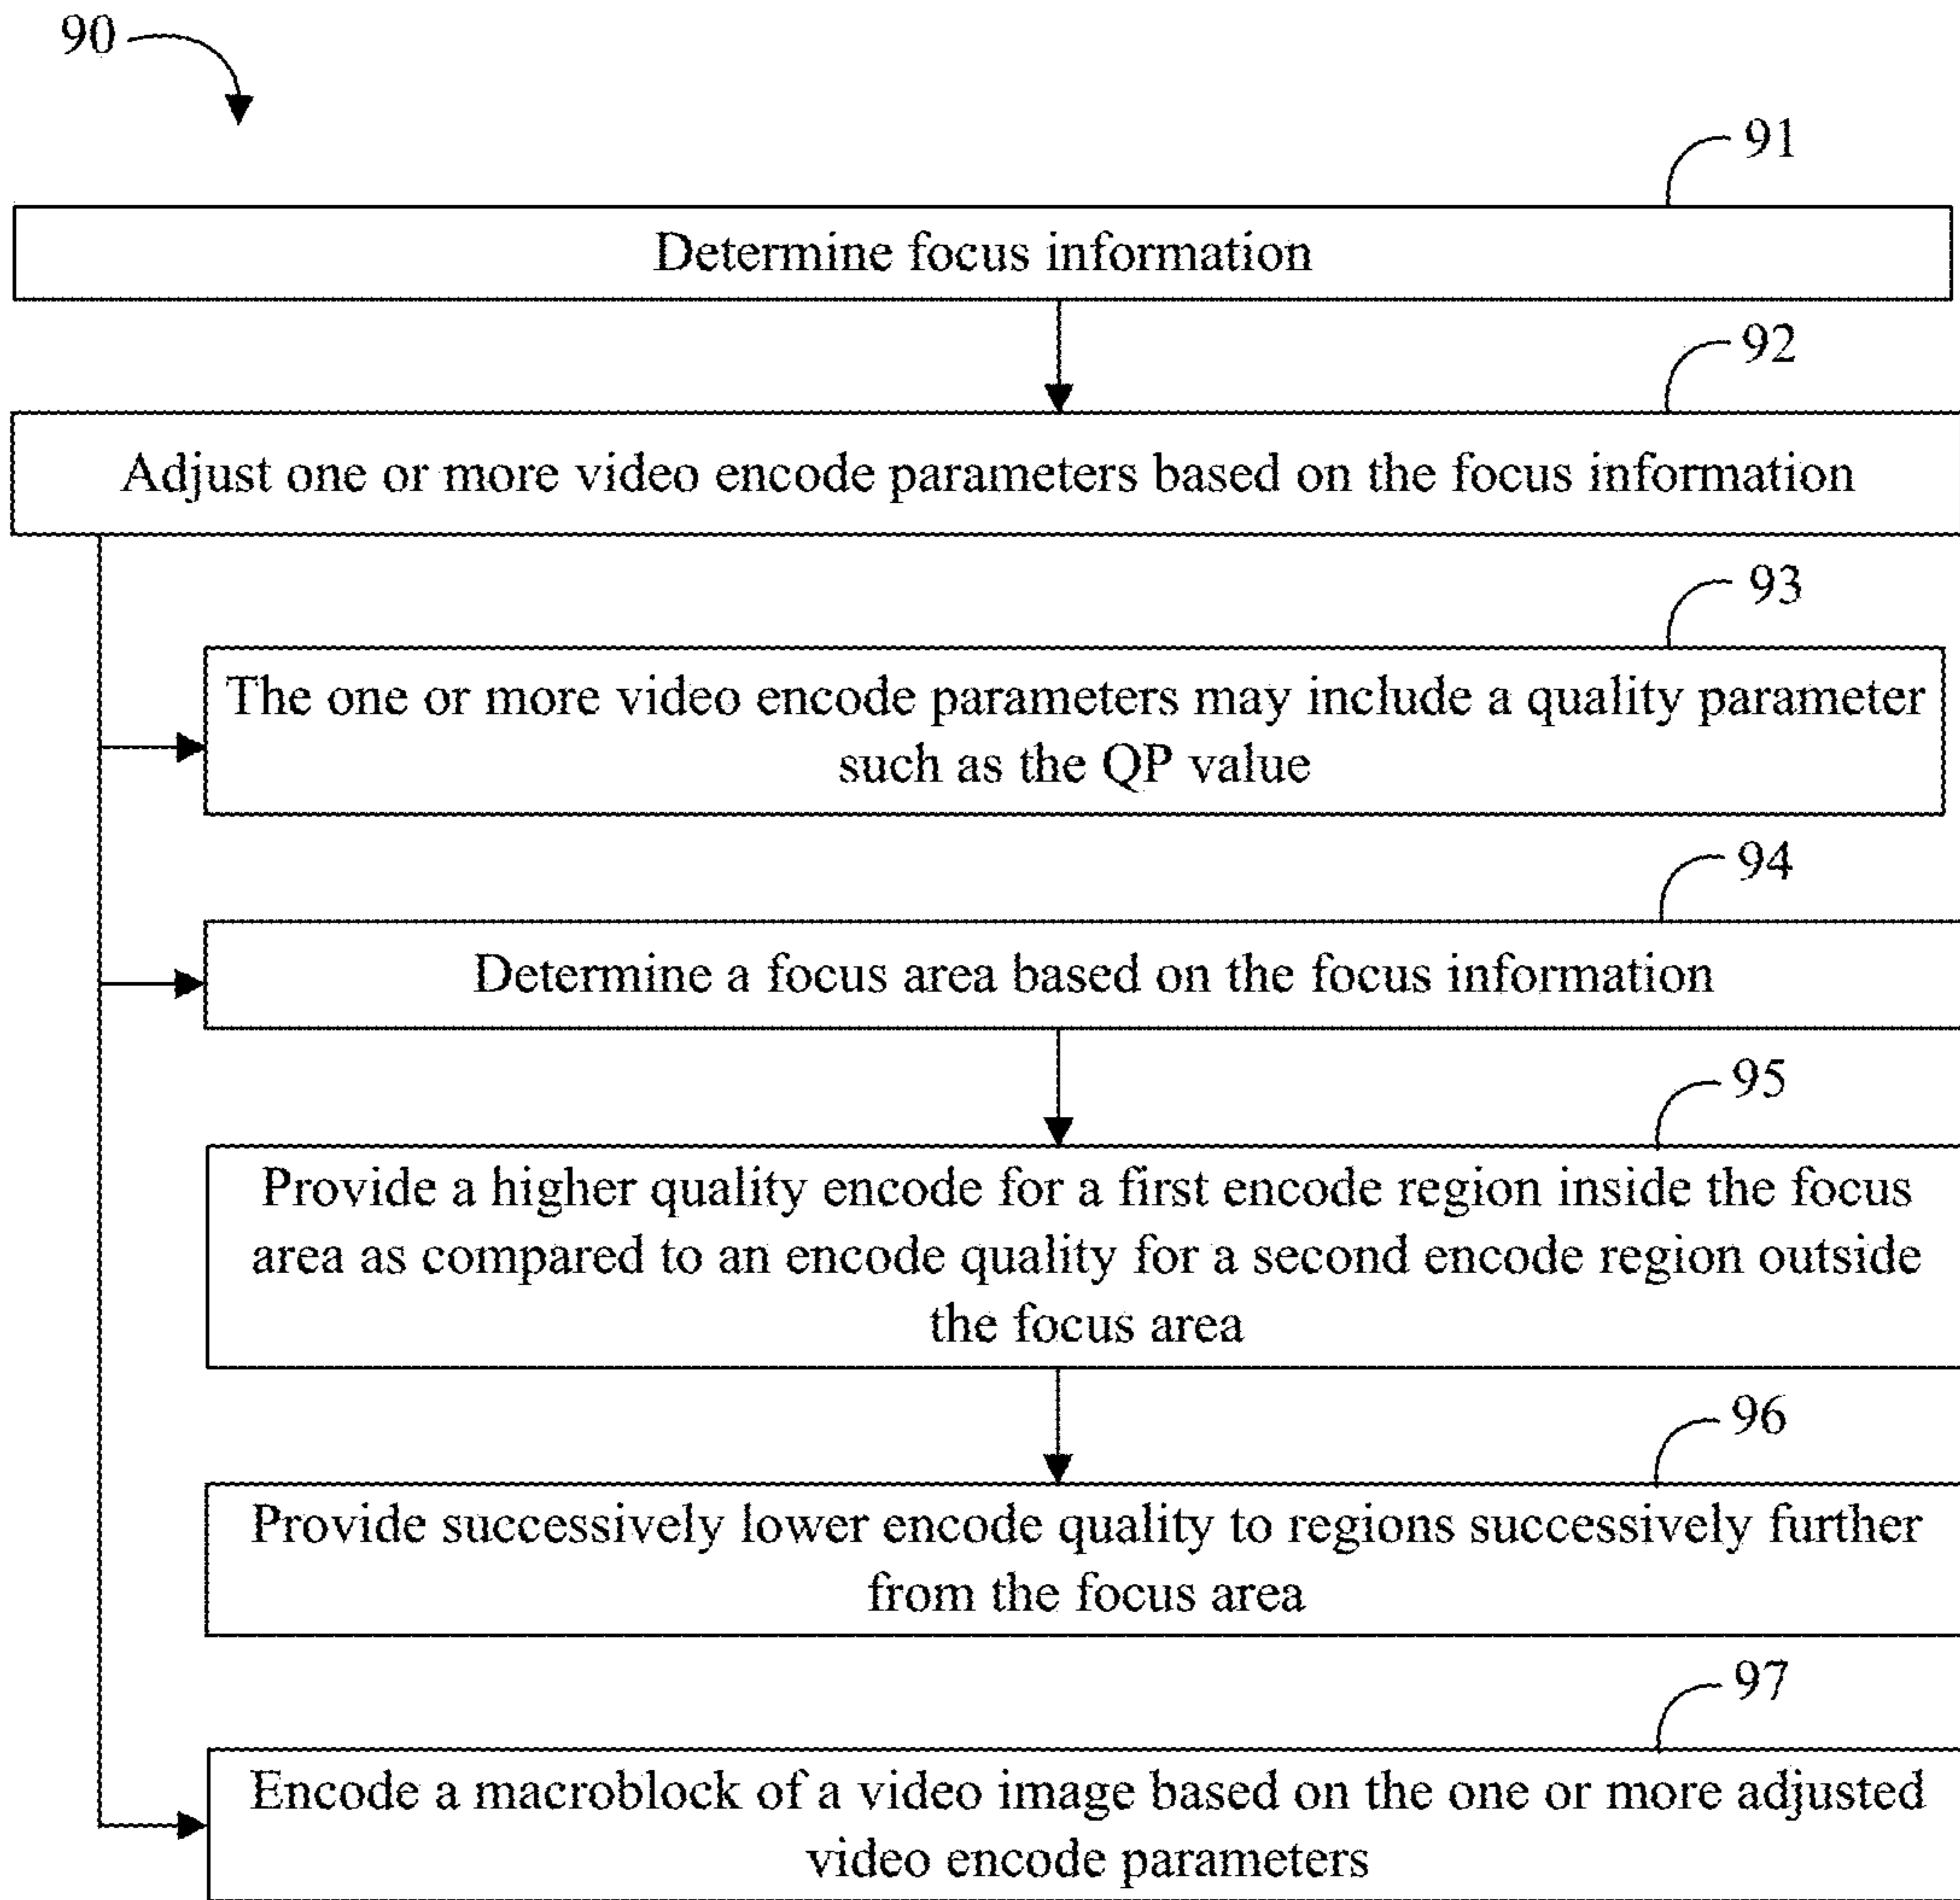 90
91
Determine focus information
92
Adjust one or more video encode parameters based on the focus information
93
The one or more video encode parameters may include a quality parameter
such as the QP value
94
Determine a focus area based on the focus information
95
Provide a higher quality encode for a first encode region inside the focus
area as compared to an encode quality for a second encode region outside
the focus area
96
Provide successively lower encode quality to regions successively further
from the focus area
97
Encode a macroblock of a video image based on the one or more adjusted
video encode parameters